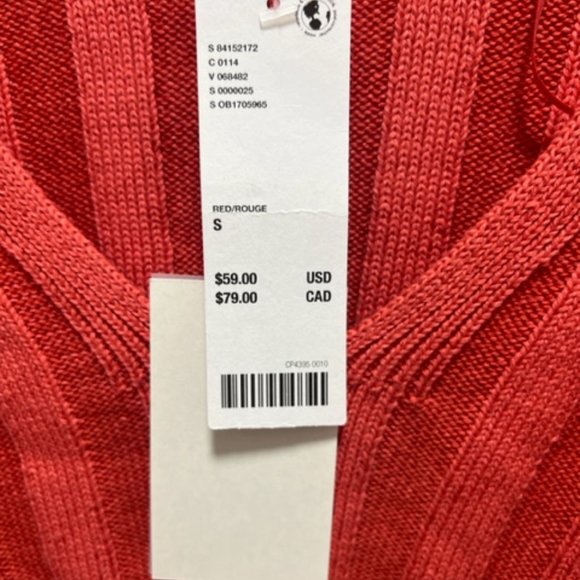 S 84152172
C 0114
V 068482
S 0000025
S OB1705965
RED/ROUGE
S
$59.00 USD
$79.00 CAD
CP4395 0010